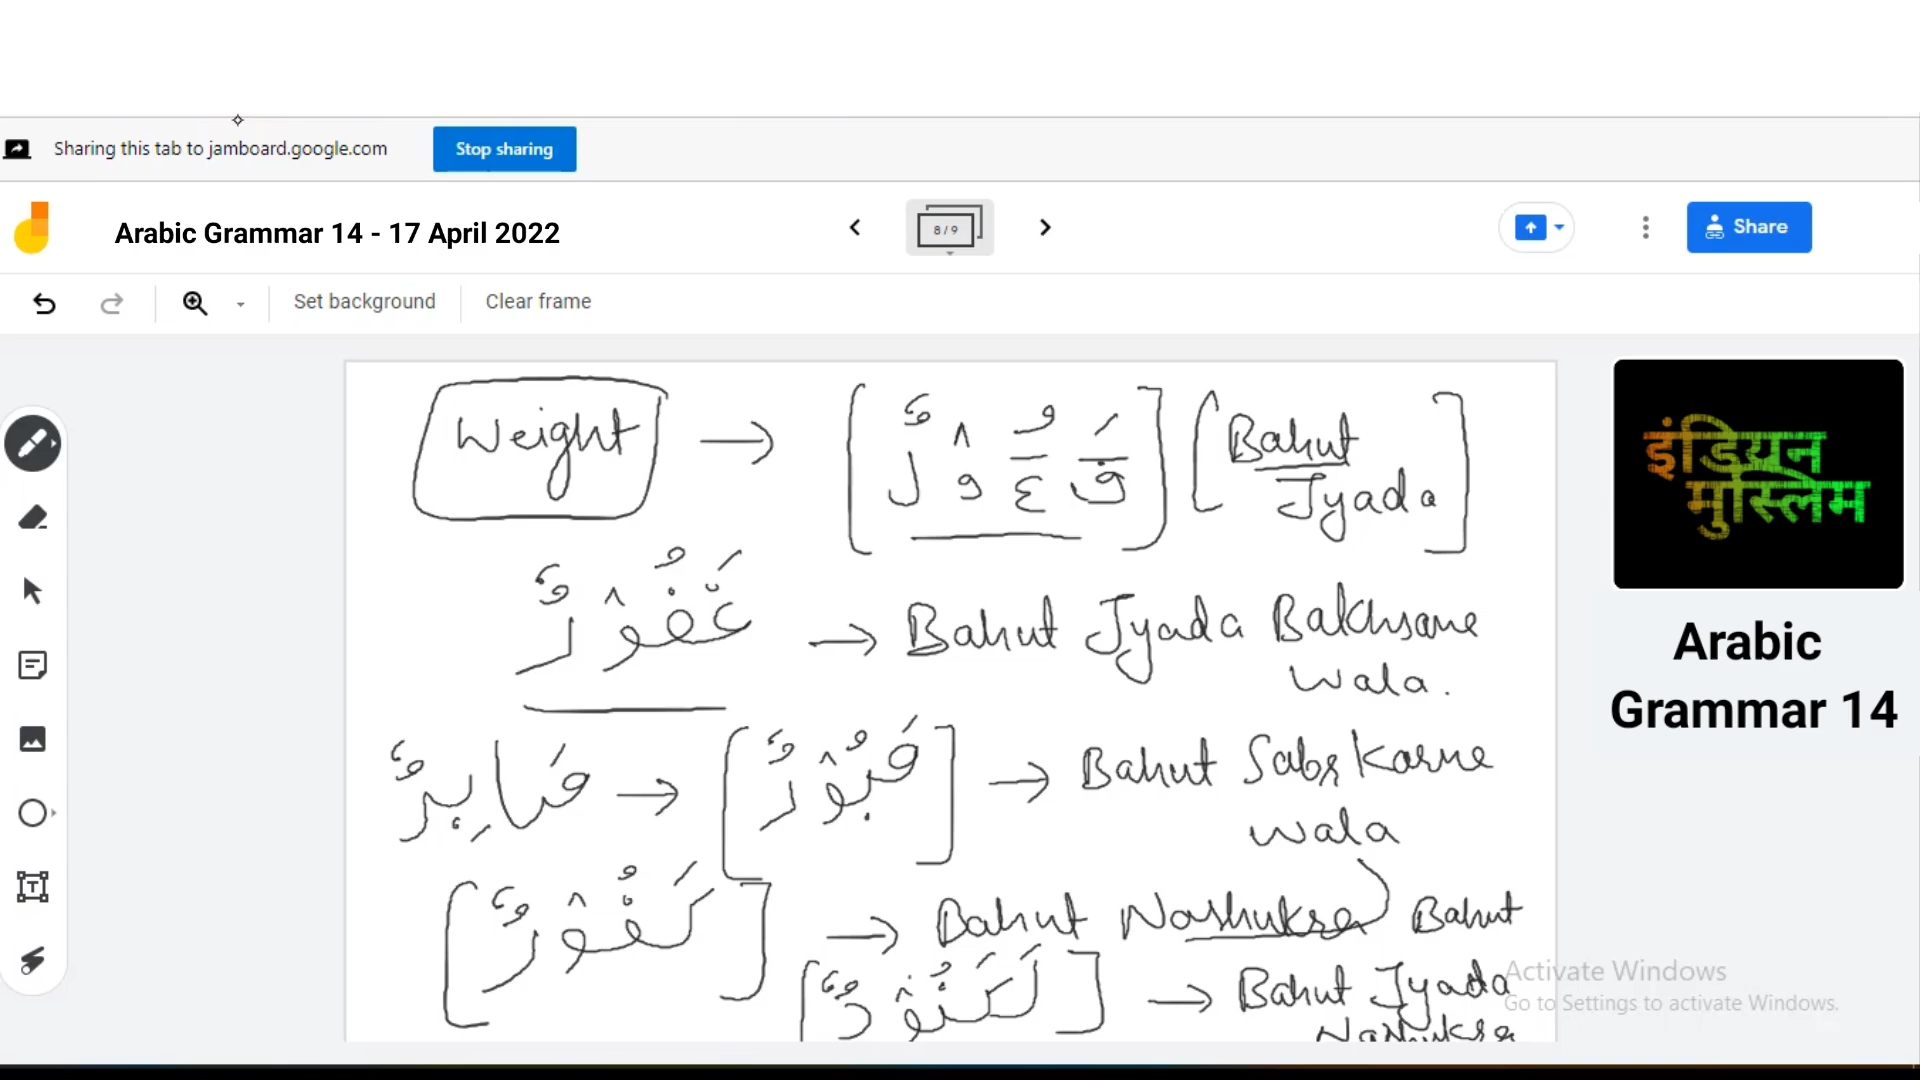 Sharing this tab to jamboard.google.com
Stop sharing
Arabic Grammar 14 - 17 April 2022
8 / 9
Share
Set background
Clear frame
Weight → [فَ عُ وْ لٌ] [Bahut Jyada]
غَفُوْرٌ → Bahut Jyada Bakhsane
wala.
صَابِرٌ → [صَبُوْرٌ] → Bahut Sabr Karne
wala
[كَفُوْرٌ] → Bahut Nashukra Bahut
→ Bahut Jyada
Nashukra
इंडियन
मुस्लिम
Arabic
Grammar 14
Activate Windows
Go to Settings to activate Windows.